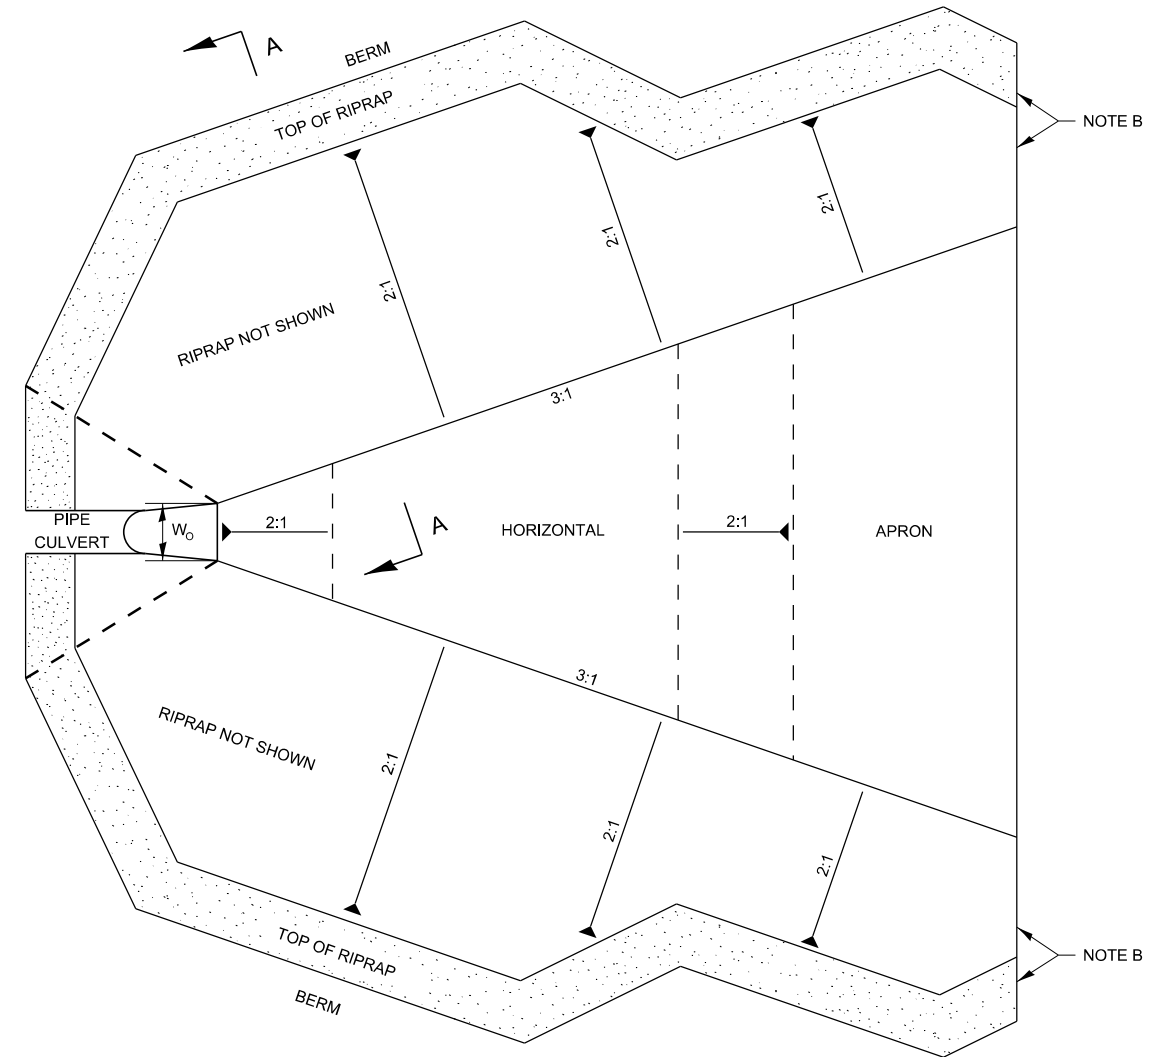 A
BERM
TOP OF RIPRAP
NOTE B
2:1
2:1
2:1
RIPRAP NOT SHOWN
3:1
PIPE
CULVERT
WO
2:1
A
HORIZONTAL
2:1
APRON
3:1
RIPRAP NOT SHOWN
2:1
2:1
2:1
TOP OF RIPRAP
BERM
NOTE B